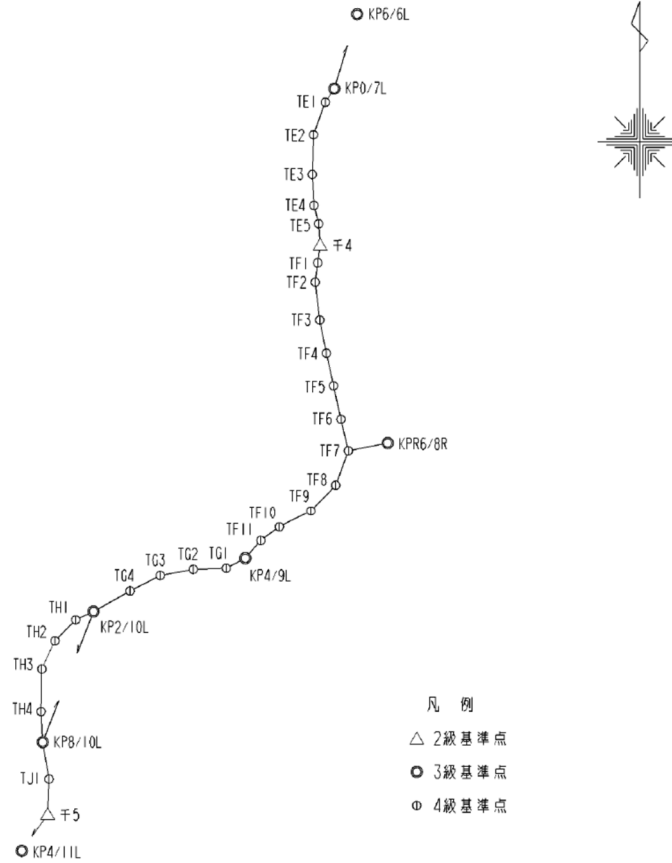 KP6/6L
KP0/7L
TE1
TE2
TE3
TE4
TE5
千4
TF1
TF2
TF3
TF4
TF5
TF6
KPR6/8R
TF7
TF8
TF9
TF10
TF11
KP4/9L
TG1
TG2
TG3
TG4
TH1
KP2/10L
TH2
TH3
TH4
KP8/10L
TJ1
千5
KP4/11L
凡 例
2級基準点
3級基準点
4級基準点